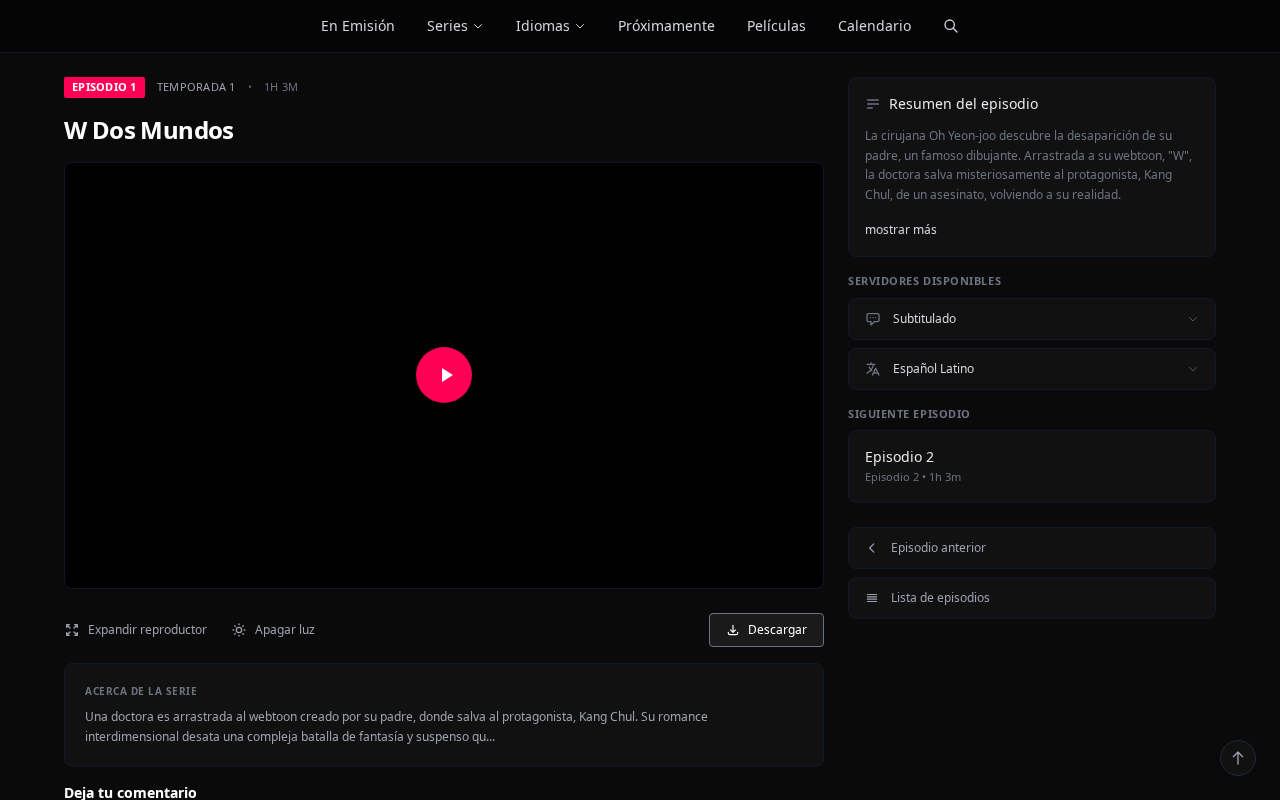 En Emisión
Series
Idiomas
Próximamente
Películas
Calendario
EPISODIO 1
TEMPORADA 1
•
1H 3M
W Dos Mundos
Expandir reproductor
Apagar luz
Descargar
ACERCA DE LA SERIE
Una doctora es arrastrada al webtoon creado por su padre, donde salva al protagonista, Kang Chul. Su romance
interdimensional desata una compleja batalla de fantasía y suspenso qu...
Deja tu comentario
Resumen del episodio
La cirujana Oh Yeon-joo descubre la desaparición de su
padre, un famoso dibujante. Arrastrada a su webtoon, "W",
la doctora salva misteriosamente al protagonista, Kang
Chul, de un asesinato, volviendo a su realidad.
mostrar más
SERVIDORES DISPONIBLES
Subtitulado
Español Latino
SIGUIENTE EPISODIO
Episodio 2
Episodio 2 • 1h 3m
Episodio anterior
Lista de episodios